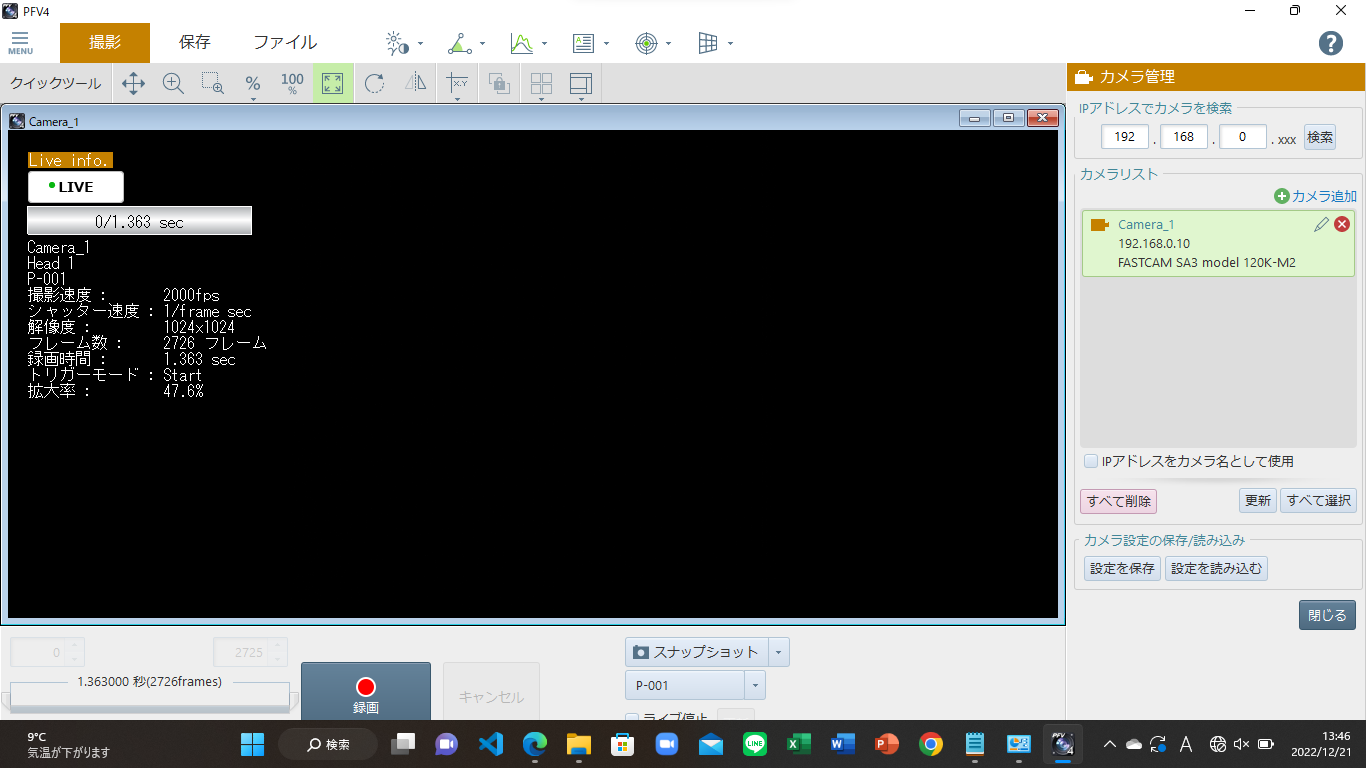 PFV4
MENU
撮影
保存
ファイル
クイックツール
%
100
%
X.Y
Camera_1
Live info.
LIVE
0/1.363 sec
Camera_1
Head 1
P-001
撮影速度 : 2000fps
シャッター速度 : 1/frame sec
解像度 : 1024x1024
フレーム数 : 2726 フレーム
録画時間 : 1.363 sec
トリガーモード : Start
拡大率 : 47.6%
カメラ管理
IPアドレスでカメラを検索
192 . 168 . 0 . xxx 検索
カメラリスト
カメラ追加
Camera_1
192.168.0.10
FASTCAM SA3 model 120K-M2
IPアドレスをカメラ名として使用
すべて削除 更新 すべて選択
カメラ設定の保存/読み込み
設定を保存 設定を読み込む
閉じる
0 2725
1.363000 秒(2726frames)
録画
キャンセル
スナップショット
P-001
ライブ停止
9°C
気温が下がります
検索
LINE
PFV
A
13:46
2022/12/21